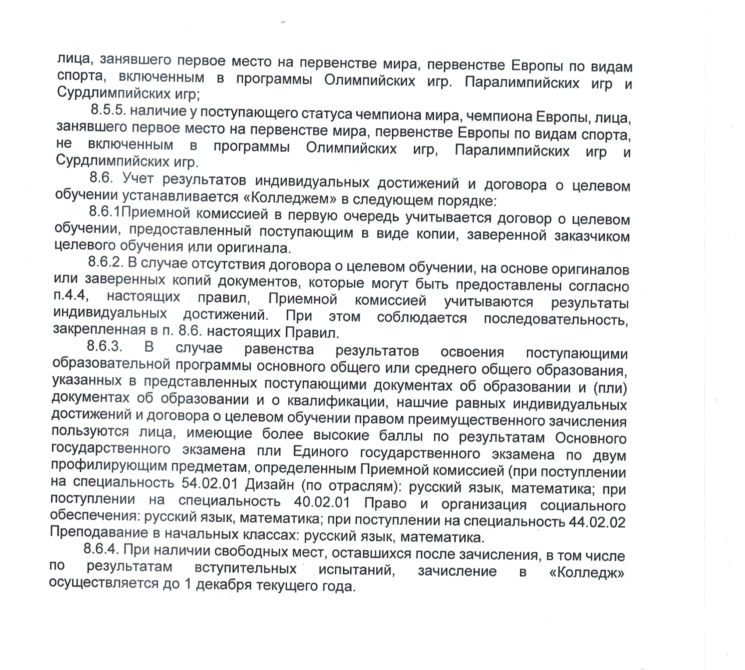 лица, занявшего первое место на первенстве мира, первенстве Европы по видам
спорта, включенным в программы Олимпийских игр. Паралимпийских игр и
Сурдлимпийских игр;
8.5.5. наличие у поступающего статуса чемпиона мира, чемпиона Европы, лица,
занявшего первое место на первенстве мира, первенстве Европы по видам спорта,
не включенным в программы Олимпийских игр, Паралимпийских игр и
Сурдлимпийских игр.
8.6. Учет результатов индивидуальных достижений и договора о целевом
обучении устанавливается «Колледжем» в следующем порядке:
8.6.1Приемной комиссией в первую очередь учитывается договор о целевом
обучении, предоставленный поступающим в виде копии, заверенной заказчиком
целевого обучения или оригинала.
8.6.2. В случае отсутствия договора о целевом обучении, на основе оригиналов
или заверенных копий документов, которые могут быть предоставлены согласно
п.4.4, настоящих правил, Приемной комиссией учитываются результаты
индивидуальных достижений. При этом соблюдается последовательность,
закрепленная в п. 8.6. настоящих Правил.
8.6.3. В случае равенства результатов освоения поступающими
образовательной программы основного общего или среднего общего образования,
указанных в представленных поступающими документах об образовании и (пли)
документах об образовании и о квалификации, нашчие равных индивидуальных
достижений и договора о целевом обучении правом преимущественного зачисления
пользуются лица, имеющие более высокие баллы по результатам Основного
государственного экзамена пли Единого государственного экзамена по двум
профилирующим предметам, определенным Приемной комиссией (при поступлении
на специальность 54.02.01 Дизайн (по отраслям): русский язык, математика; при
поступлении на специальность 40.02.01 Право и организация социального
обеспечения: русский язык, математика; при поступлении на специальность 44.02.02
Преподавание в начальных классах: русский язык, математика.
8.6.4. При наличии свободных мест, оставшихся после зачисления, в том числе
по результатам вступительных испытаний, зачисление в «Колледж»
осуществляется до 1 декабря текущего года.